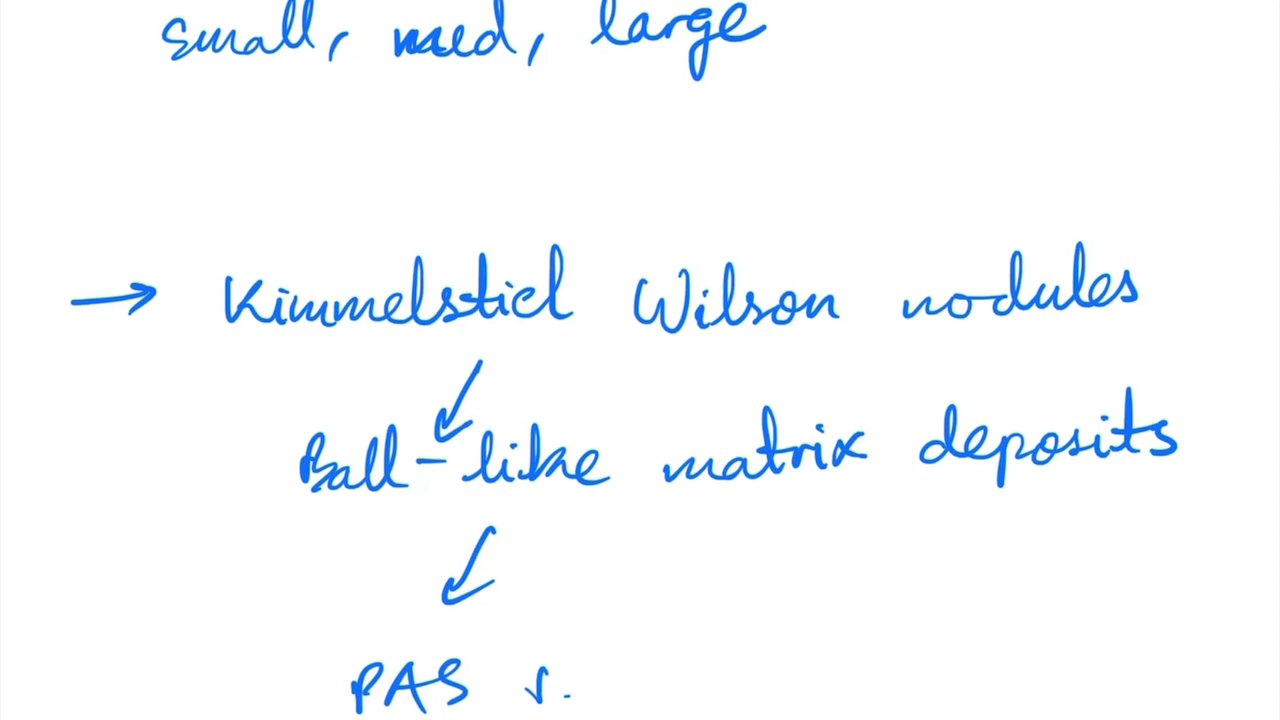 small, med, large
→ Kimmelstiel Wilson nodules
Ball-like matrix deposits
PAS